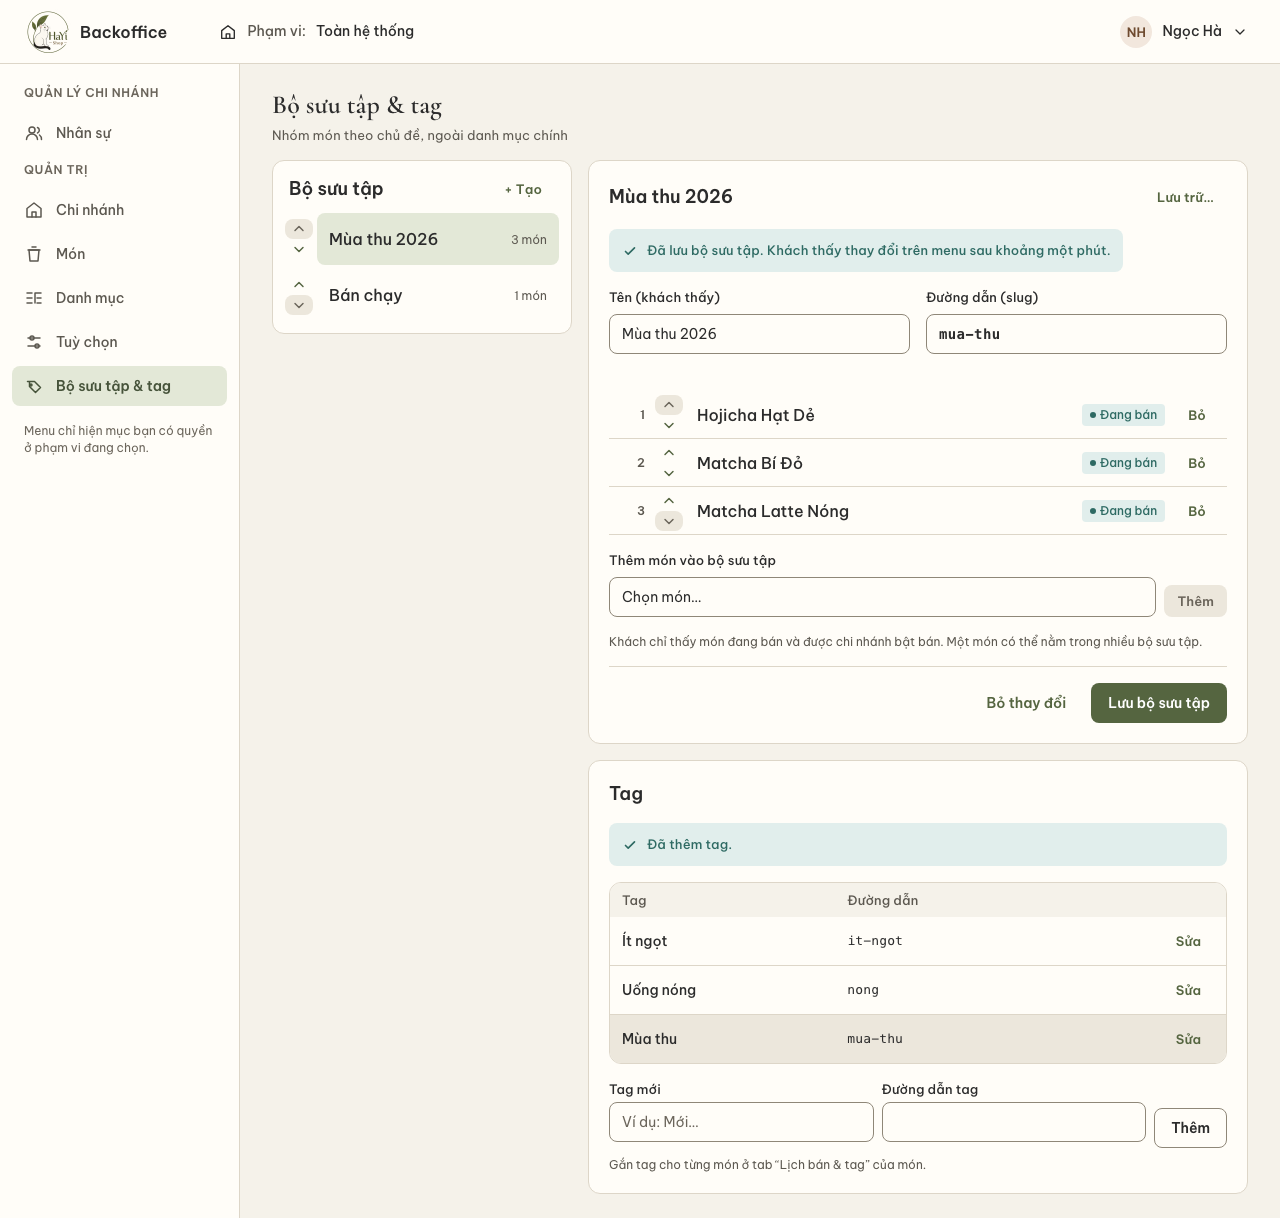 HaYi
Shop
Backoffice
Phạm vi: Toàn hệ thống
NH Ngọc Hà
QUẢN LÝ CHI NHÁNH
Nhân sự
QUẢN TRỊ
Chi nhánh
Món
Danh mục
Tuỳ chọn
Bộ sưu tập & tag
Menu chỉ hiện mục bạn có quyền
ở phạm vi đang chọn.
Bộ sưu tập & tag
Nhóm món theo chủ đề, ngoài danh mục chính
Bộ sưu tập
+ Tạo
Mùa thu 2026 3 món
Bán chạy 1 món
Mùa thu 2026
Lưu trữ...
Đã lưu bộ sưu tập. Khách thấy thay đổi trên menu sau khoảng một phút.
Tên (khách thấy) Đường dẫn (slug)
Mùa thu 2026 mua-thu
1 Hojicha Hạt Dẻ Đang bán Bỏ
2 Matcha Bí Đỏ Đang bán Bỏ
3 Matcha Latte Nóng Đang bán Bỏ
Thêm món vào bộ sưu tập
Chọn món... Thêm
Khách chỉ thấy món đang bán và được chi nhánh bật bán. Một món có thể nằm trong nhiều bộ sưu tập.
Bỏ thay đổi Lưu bộ sưu tập
Tag
Đã thêm tag.
Tag Đường dẫn
Ít ngọt it-ngot Sửa
Uống nóng nong Sửa
Mùa thu mua-thu Sửa
Tag mới Đường dẫn tag
Ví dụ: Mới... Thêm
Gắn tag cho từng món ở tab “Lịch bán & tag” của món.